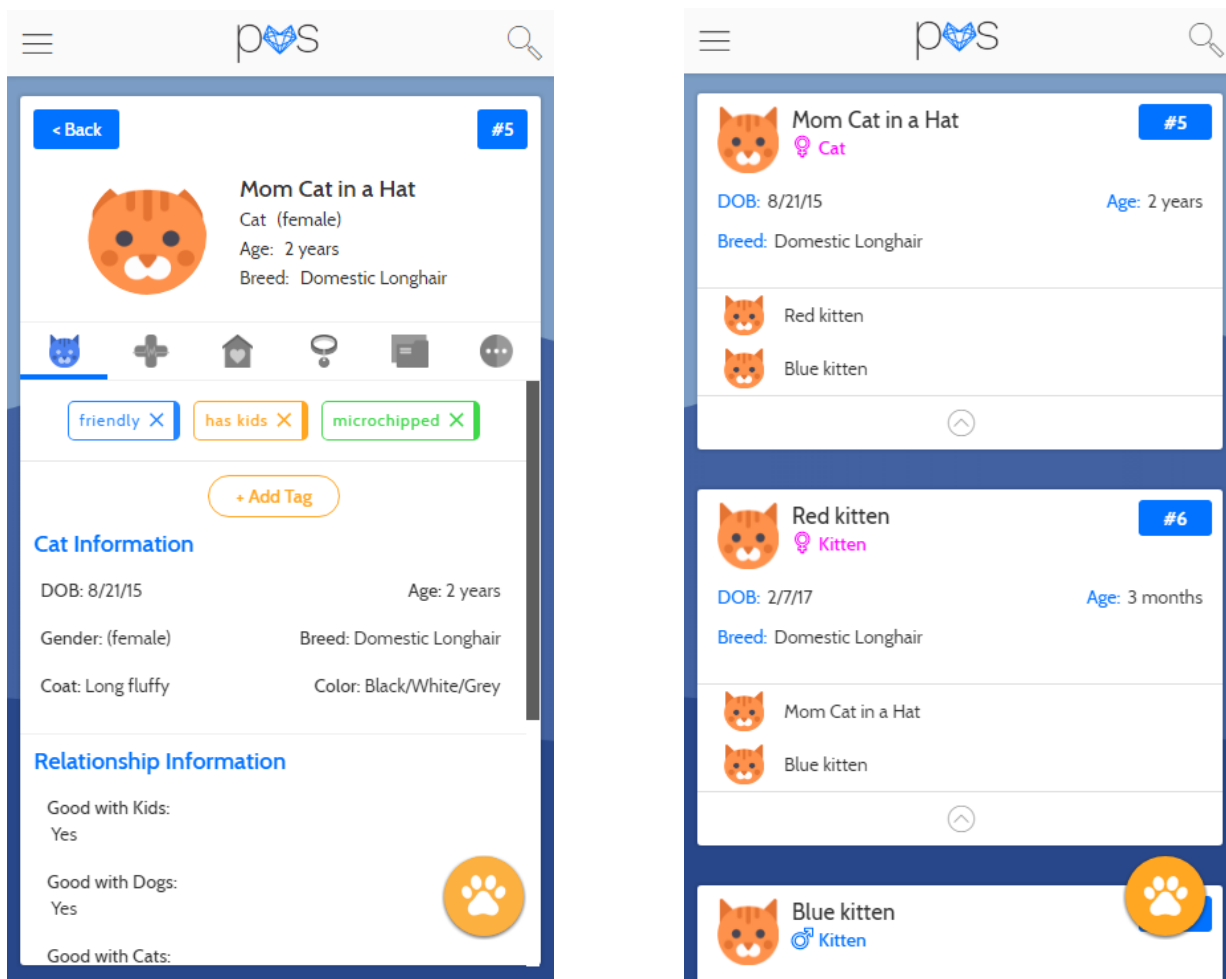 pvs
< Back
#5
Mom Cat in a Hat
Cat (female)
Age: 2 years
Breed: Domestic Longhair
friendly ×
has kids ×
microchipped ×
+ Add Tag
Cat Information
DOB: 8/21/15 Age: 2 years
Gender: (female) Breed: Domestic Longhair
Coat: Long fluffy Color: Black/White/Grey
Relationship Information
Good with Kids:
Yes
Good with Dogs:
Yes
Good with Cats:
pvs
Mom Cat in a Hat
#5
Cat
DOB: 8/21/15 Age: 2 years
Breed: Domestic Longhair
Red kitten
Blue kitten
Red kitten
#6
Kitten
DOB: 2/7/17 Age: 3 months
Breed: Domestic Longhair
Mom Cat in a Hat
Blue kitten
Blue kitten
Kitten